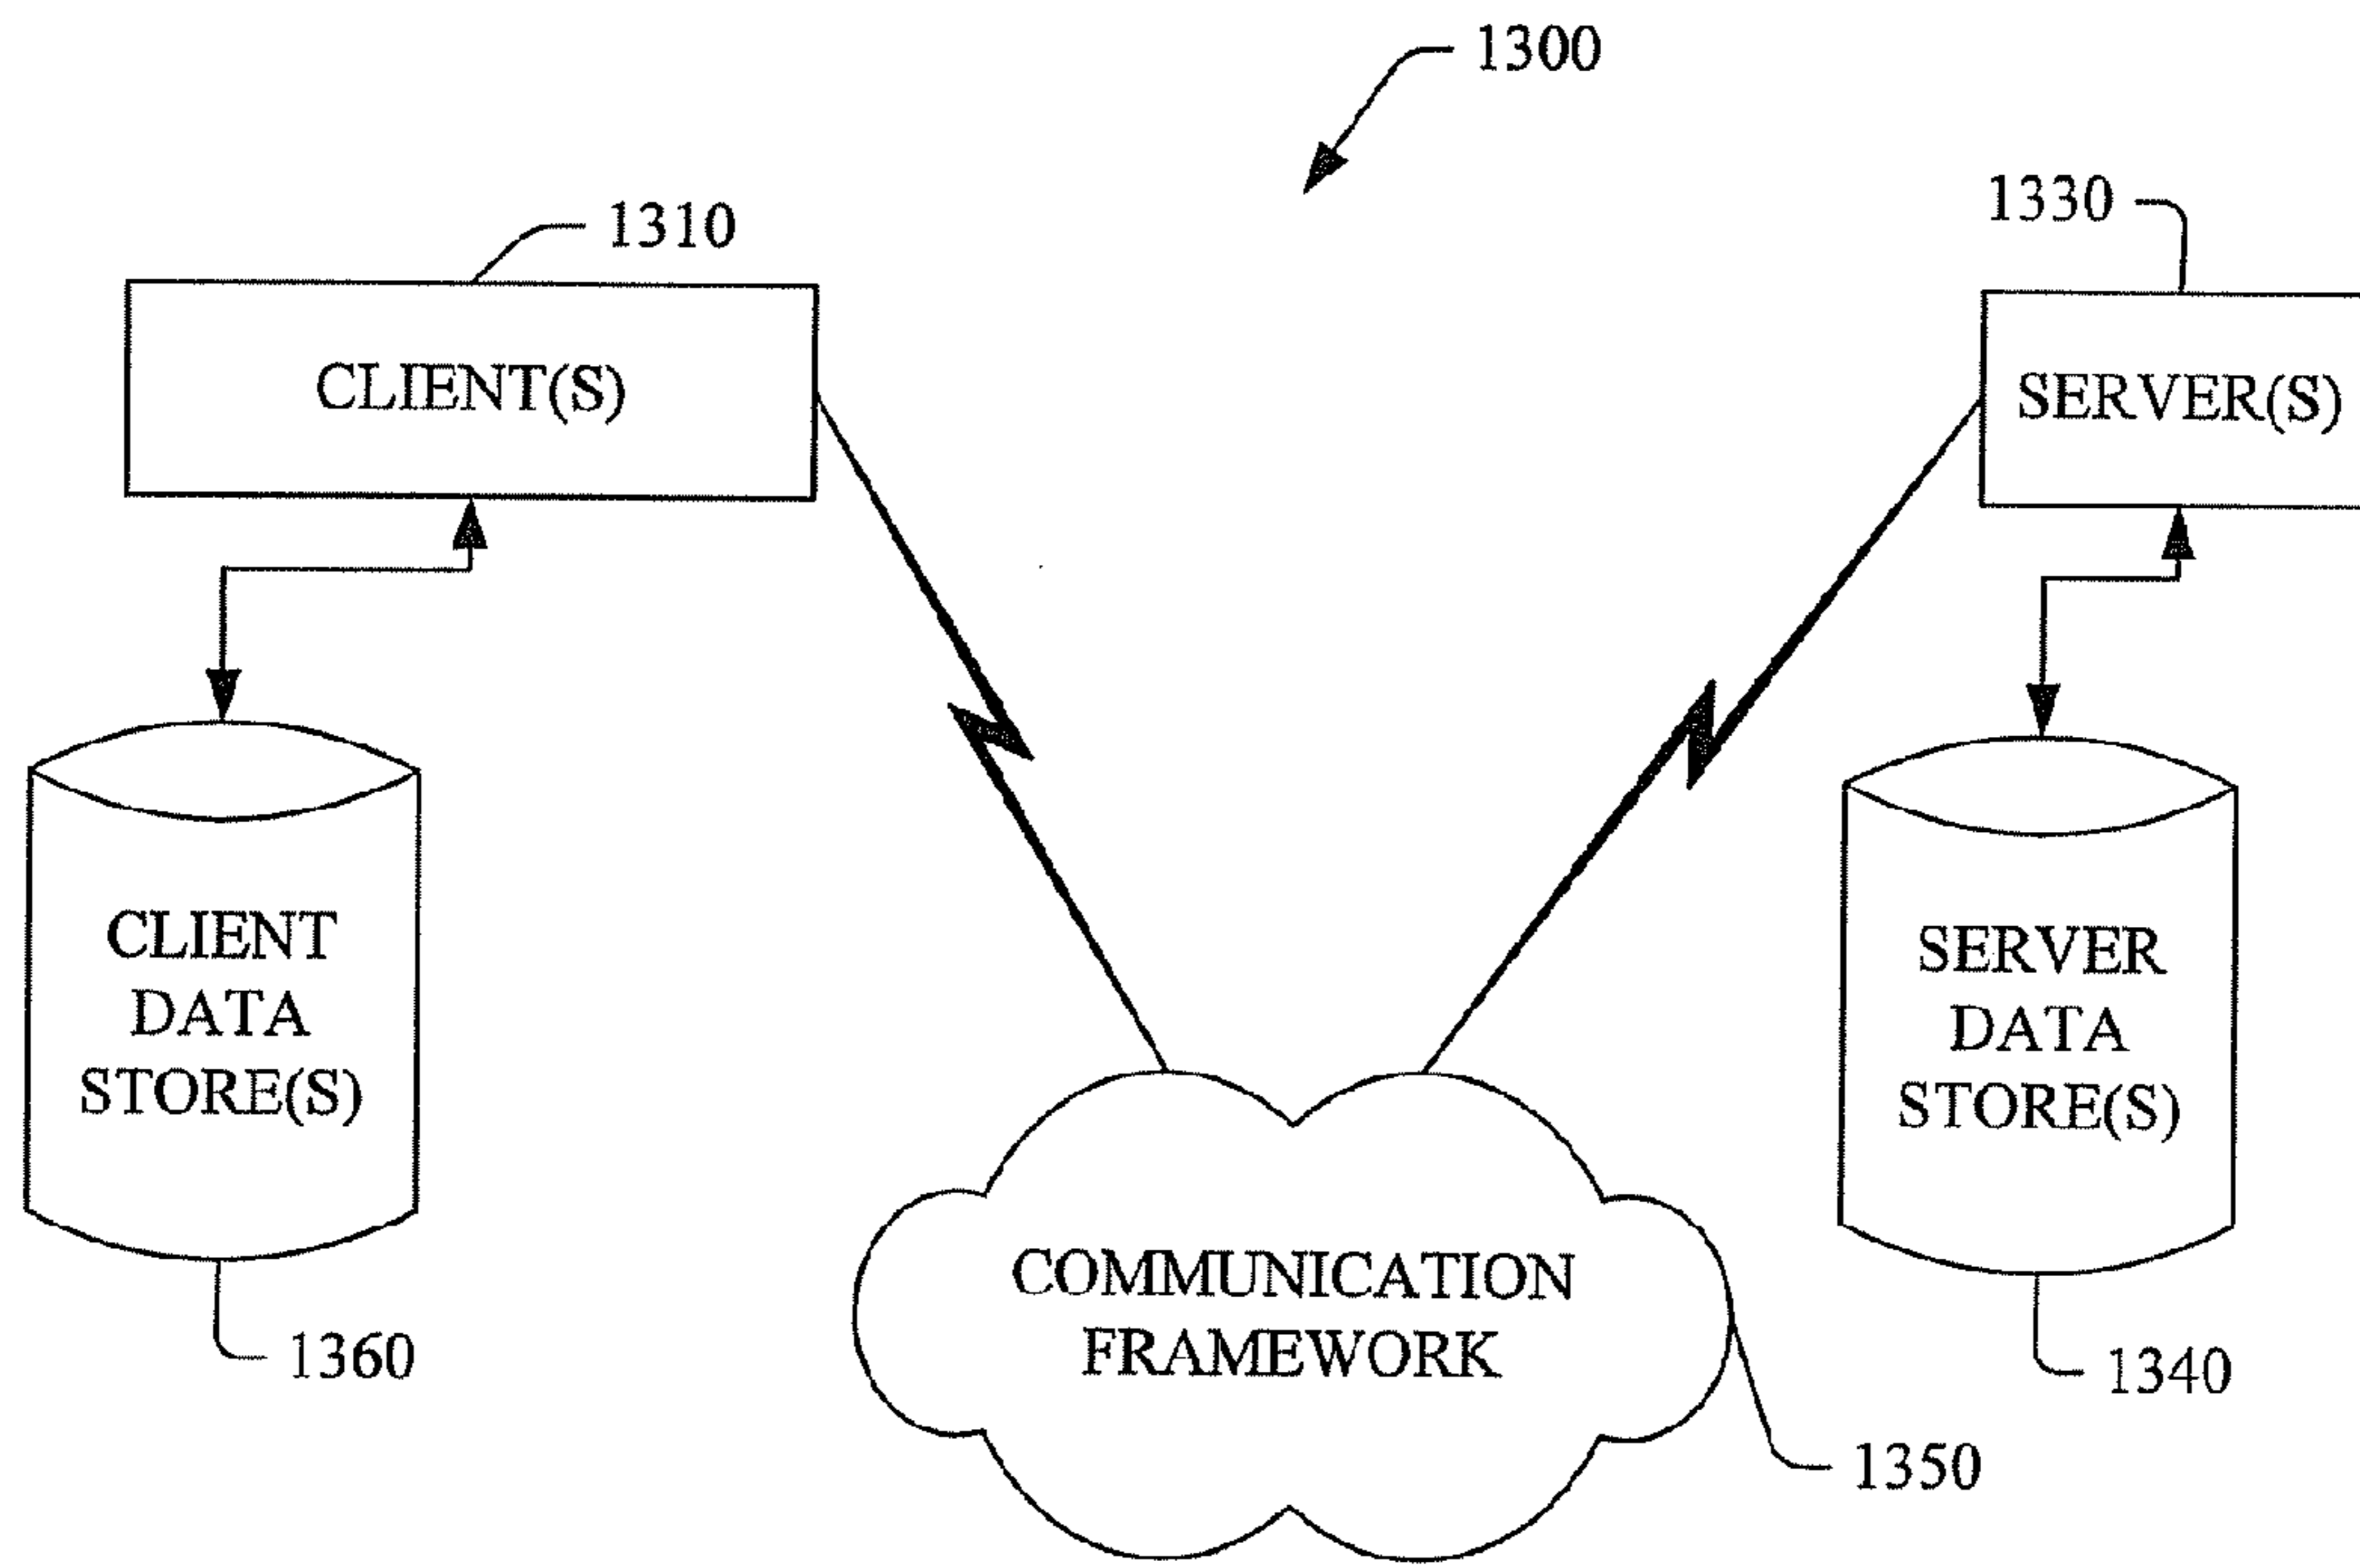 1300
1310
1330
CLIENT(S)
SERVER(S)
CLIENT
DATA
STORE(S)
SERVER
DATA
STORE(S)
COMMUNICATION
FRAMEWORK
1360
1340
1350